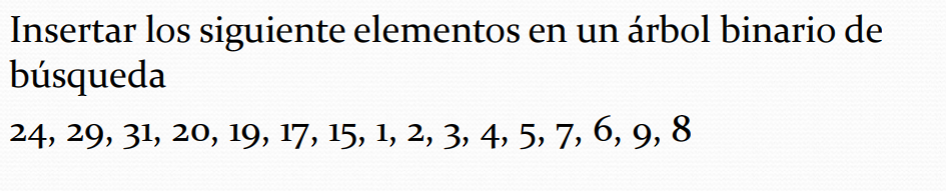 Insertar los siguiente elementos en un árbol binario de
búsqueda
24, 29, 31, 20, 19, 17, 15, 1, 2, 3, 4, 5, 7, 6, 9, 8